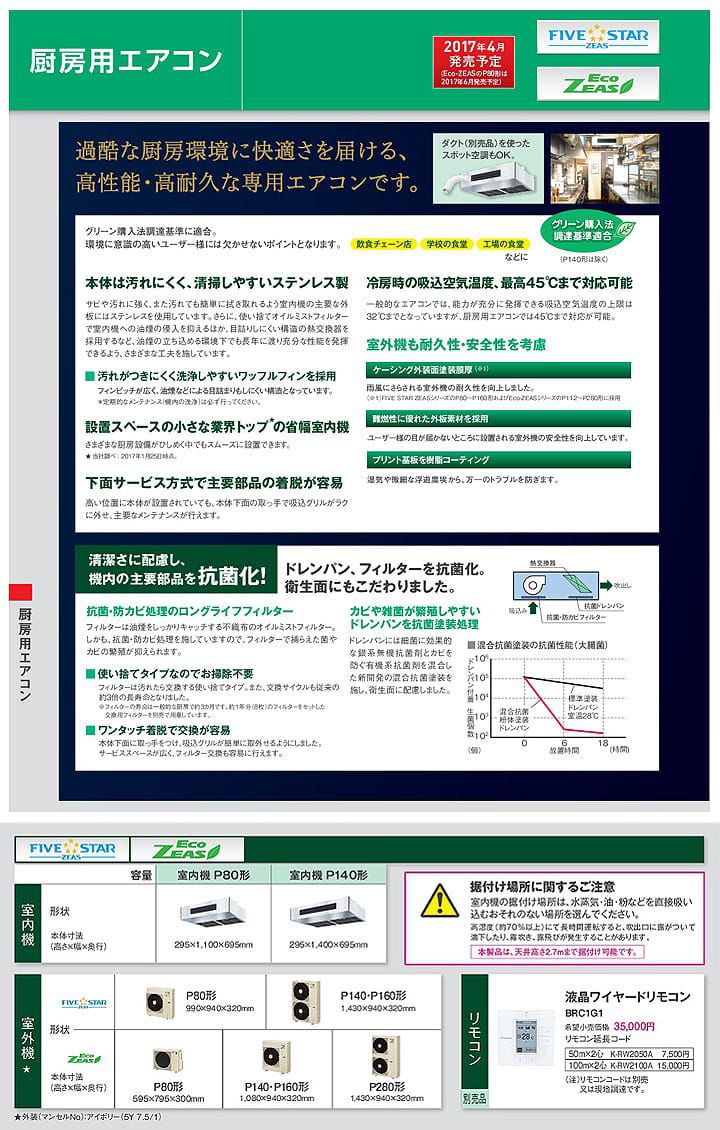 厨房用エアコン
2017年4月
発売予定
(Eco-ZEASのP80形は
2017年6月発売予定)
FIVE STAR
ZEAS
Eco
ZEAS
過酷な厨房環境に快適さを届ける、
高性能・高耐久な専用エアコンです。
ダクト(別売品)を使った
スポット空調もOK。
グリーン購入法調達基準に適合。
環境に意識の高いユーザー様には欠かせないポイントとなります。
飲食チェーン店 学校の食堂 工場の食堂
などに
グリーン購入法
調達基準適合
(P140形は除く)
本体は汚れにくく、清掃しやすいステンレス製
サビや汚れに強く、また汚れても簡単に拭き取れるよう室内機の主要な外
板にはステンレスを使用しています。さらに、使い捨てオイルミストフィルター
で室内機への油煙の侵入を抑えるほか、目詰りしにくい構造の熱交換器を
採用するなど、油煙の立ち込める環境下でも長年に渡り充分な性能を発揮
できるよう、さまざまな工夫を施しています。
■汚れがつきにくく洗浄しやすいワッフルフィンを採用
フィンピッチが広く、油煙などによる目詰まりもしにくい構造となっています。
※定期的なメンテナンス(機内の洗浄)は必ず行ってください。
設置スペースの小さな業界トップ★の省幅室内機
さまざまな厨房設備がひしめく中でもスムーズに設置できます。
★当社調べ:2017年1月25日時点。
下面サービス方式で主要部品の着脱が容易
高い位置に本体が設置されていても、本体下面の取っ手で吸込グリルがラク
に外せ、主要なメンテナンスが行えます。
冷房時の吸込空気温度、最高45℃まで対応可能
一般的なエアコンでは、能力が充分に発揮できる吸込空気温度の上限は
32℃でとなっていますが、厨房用エアコンでは45℃まで対応が可能。
室外機も耐久性・安全性を考慮
ケーシング外装面塗装膜厚(※1)
雨風にさらされる室外機の耐久性を向上しました。
(※1)FIVE STAR ZEASシリーズのP80〜P160形およびEco-ZEASシリーズのP112〜P280形に採用
難燃性に優れた外板素材を採用
ユーザー様の目が届かないところに設置される室外機の安全性を向上しています。
プリント基板を樹脂コーティング
湿気や微細な浮遊塵埃から、万一のトラブルを防ぎます。
清潔さに配慮し、
機内の主要部品を抗菌化!
ドレンパン、フィルターを抗菌化。
衛生面にもこだわりました。
熱交換器
吹出し
抗菌ドレンパン
吸込み
抗菌・防カビフィルター
抗菌・防カビ処理のロングライフフィルター
フィルターは油煙をしっかりキャッチする不織布のオイルミストフィルター。
しかも、抗菌・防カビ処理を施していますので、フィルターで捕らえた菌や
カビの繁殖が抑えられます。
■使い捨てタイプなのでお掃除不要
フィルターは汚れたら交換する使い捨てタイプ。また、交換サイクルも従来の
約3倍の長寿命となりました。
※フィルターの寿命は一般的な厨房で約3カ月です。約1年分(8枚)のフィルターをセットした
交換用フィルターを別売で用意しています。
■ワンタッチ着脱で交換が容易
本体下面に取っ手をつけ、吸込グリルが簡単に取外せるようにしました。
サービススペースが広く、フィルター交換も容易に行えます。
カビや雑菌が繁殖しやすい
ドレンパンを抗菌塗装処理
ドレンパンには細菌に効果的
な銀系無機抗菌剤とカビを
防ぐ有機系抗菌剤を混合し
た新開発の混合抗菌塗装を
施し、衛生面に配慮しました。
■混合抗菌塗装の抗菌性能(大腸菌)
ドレンパン付着 生菌個数
10⁶
10⁵
10⁴
10³
10²
(個)
混合抗菌
粉体塗装
ドレンパン
標準塗装
ドレンパン
室温28℃
0 6 18 (時間)
放置時間
厨房用エアコン
FIVE STAR
ZEAS
Eco
ZEAS
容量 室内機 P80形 室内機 P140形
室内機
形状
本体寸法
(高さ×幅×奥行)
295×1,100×695mm
295×1,400×695mm
据付け場所に関するご注意
室内機の据付け場所は、水蒸気・油・粉などを直接吸い
込むおそれのない場所を選んでください。
高湿度(約70%以上)にて長時間運転すると、吹出口に露がついて
滴下したり、霧吹き、露飛びが発生することがあります。
本製品は、天井高さ2.7mまで据付け可能です。
室外機★
FIVE STAR
ZEAS
形状
Eco
ZEAS
本体寸法
(高さ×幅×奥行)
P80形
990×940×320mm
P140・P160形
1,430×940×320mm
P80形
595×795×300mm
P140・P160形
1,080×940×320mm
P280形
1,430×940×320mm
リモコン
別売品
液晶ワイヤードリモコン
BRC1G1
希望小売価格 35,000円
リモコン延長コード
50m×2心 K-RW2050A 7,500円
100m×2心 K-RW2100A 15,000円
(注)リモコンコードは別売
又は現地調達です。
28℃
★外装(マンセルNo):アイボリー(5Y 7.5/1)